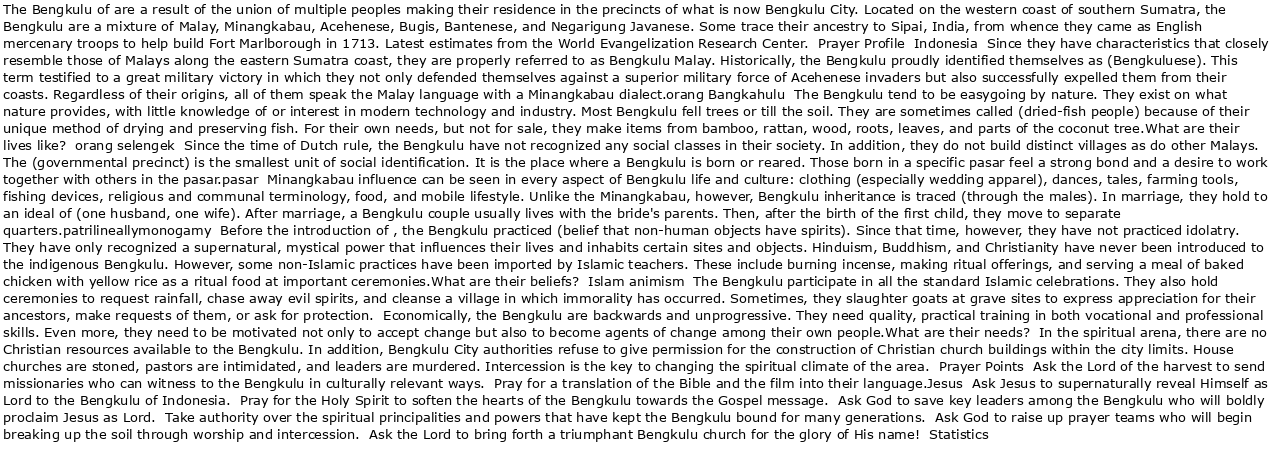 The Bengkulu of are a result of the union of multiple peoples making their residence in the precincts of what is now Bengkulu City. Located on the western coast of southern Sumatra, the
Bengkulu are a mixture of Malay, Minangkabau, Acehenese, Bugis, Bantenese, and Negarigung Javanese. Some trace their ancestry to Sipai, India, from whence they came as English
mercenary troops to help build Fort Marlborough in 1713. Latest estimates from the World Evangelization Research Center.  Prayer Profile  Indonesia  Since they have characteristics that closely
resemble those of Malays along the eastern Sumatra coast, they are properly referred to as Bengkulu Malay. Historically, the Bengkulu proudly identified themselves as (Bengkuluese). This
term testified to a great military victory in which they not only defended themselves against a superior military force of Acehenese invaders but also successfully expelled them from their
coasts. Regardless of their origins, all of them speak the Malay language with a Minangkabau dialect.orang Bangkahulu  The Bengkulu tend to be easygoing by nature. They exist on what
nature provides, with little knowledge of or interest in modern technology and industry. Most Bengkulu fell trees or till the soil. They are sometimes called (dried-fish people) because of their
unique method of drying and preserving fish. For their own needs, but not for sale, they make items from bamboo, rattan, wood, roots, leaves, and parts of the coconut tree.What are their
lives like?  orang selengek  Since the time of Dutch rule, the Bengkulu have not recognized any social classes in their society. In addition, they do not build distinct villages as do other Malays.
The (governmental precinct) is the smallest unit of social identification. It is the place where a Bengkulu is born or reared. Those born in a specific pasar feel a strong bond and a desire to work
together with others in the pasar.pasar  Minangkabau influence can be seen in every aspect of Bengkulu life and culture: clothing (especially wedding apparel), dances, tales, farming tools,
fishing devices, religious and communal terminology, food, and mobile lifestyle. Unlike the Minangkabau, however, Bengkulu inheritance is traced (through the males). In marriage, they hold to
an ideal of (one husband, one wife). After marriage, a Bengkulu couple usually lives with the bride's parents. Then, after the birth of the first child, they move to separate
quarters.patrilineallymonogamy  Before the introduction of , the Bengkulu practiced (belief that non-human objects have spirits). Since that time, however, they have not practiced idolatry.
They have only recognized a supernatural, mystical power that influences their lives and inhabits certain sites and objects. Hinduism, Buddhism, and Christianity have never been introduced to
the indigenous Bengkulu. However, some non-Islamic practices have been imported by Islamic teachers. These include burning incense, making ritual offerings, and serving a meal of baked
chicken with yellow rice as a ritual food at important ceremonies.What are their beliefs?  Islam animism  The Bengkulu participate in all the standard Islamic celebrations. They also hold
ceremonies to request rainfall, chase away evil spirits, and cleanse a village in which immorality has occurred. Sometimes, they slaughter goats at grave sites to express appreciation for their
ancestors, make requests of them, or ask for protection.  Economically, the Bengkulu are backwards and unprogressive. They need quality, practical training in both vocational and professional
skills. Even more, they need to be motivated not only to accept change but also to become agents of change among their own people.What are their needs?  In the spiritual arena, there are no
Christian resources available to the Bengkulu. In addition, Bengkulu City authorities refuse to give permission for the construction of Christian church buildings within the city limits. House
churches are stoned, pastors are intimidated, and leaders are murdered. Intercession is the key to changing the spiritual climate of the area.  Prayer Points  Ask the Lord of the harvest to send
missionaries who can witness to the Bengkulu in culturally relevant ways.  Pray for a translation of the Bible and the film into their language.Jesus  Ask Jesus to supernaturally reveal Himself as
Lord to the Bengkulu of Indonesia.  Pray for the Holy Spirit to soften the hearts of the Bengkulu towards the Gospel message.  Ask God to save key leaders among the Bengkulu who will boldly
proclaim Jesus as Lord.  Take authority over the spiritual principalities and powers that have kept the Bengkulu bound for many generations.  Ask God to raise up prayer teams who will begin
breaking up the soil through worship and intercession.  Ask the Lord to bring forth a triumphant Bengkulu church for the glory of His name!  Statistics